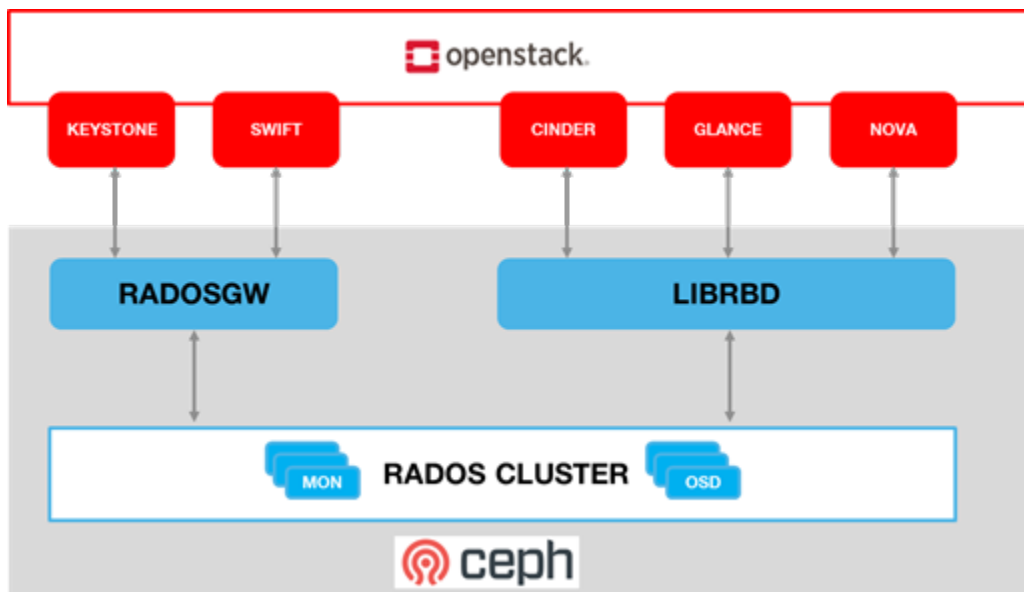 openstack.
KEYSTONE
SWIFT
CINDER
GLANCE
NOVA
RADOSGW
LIBRBD
MON
RADOS CLUSTER
OSD
ceph